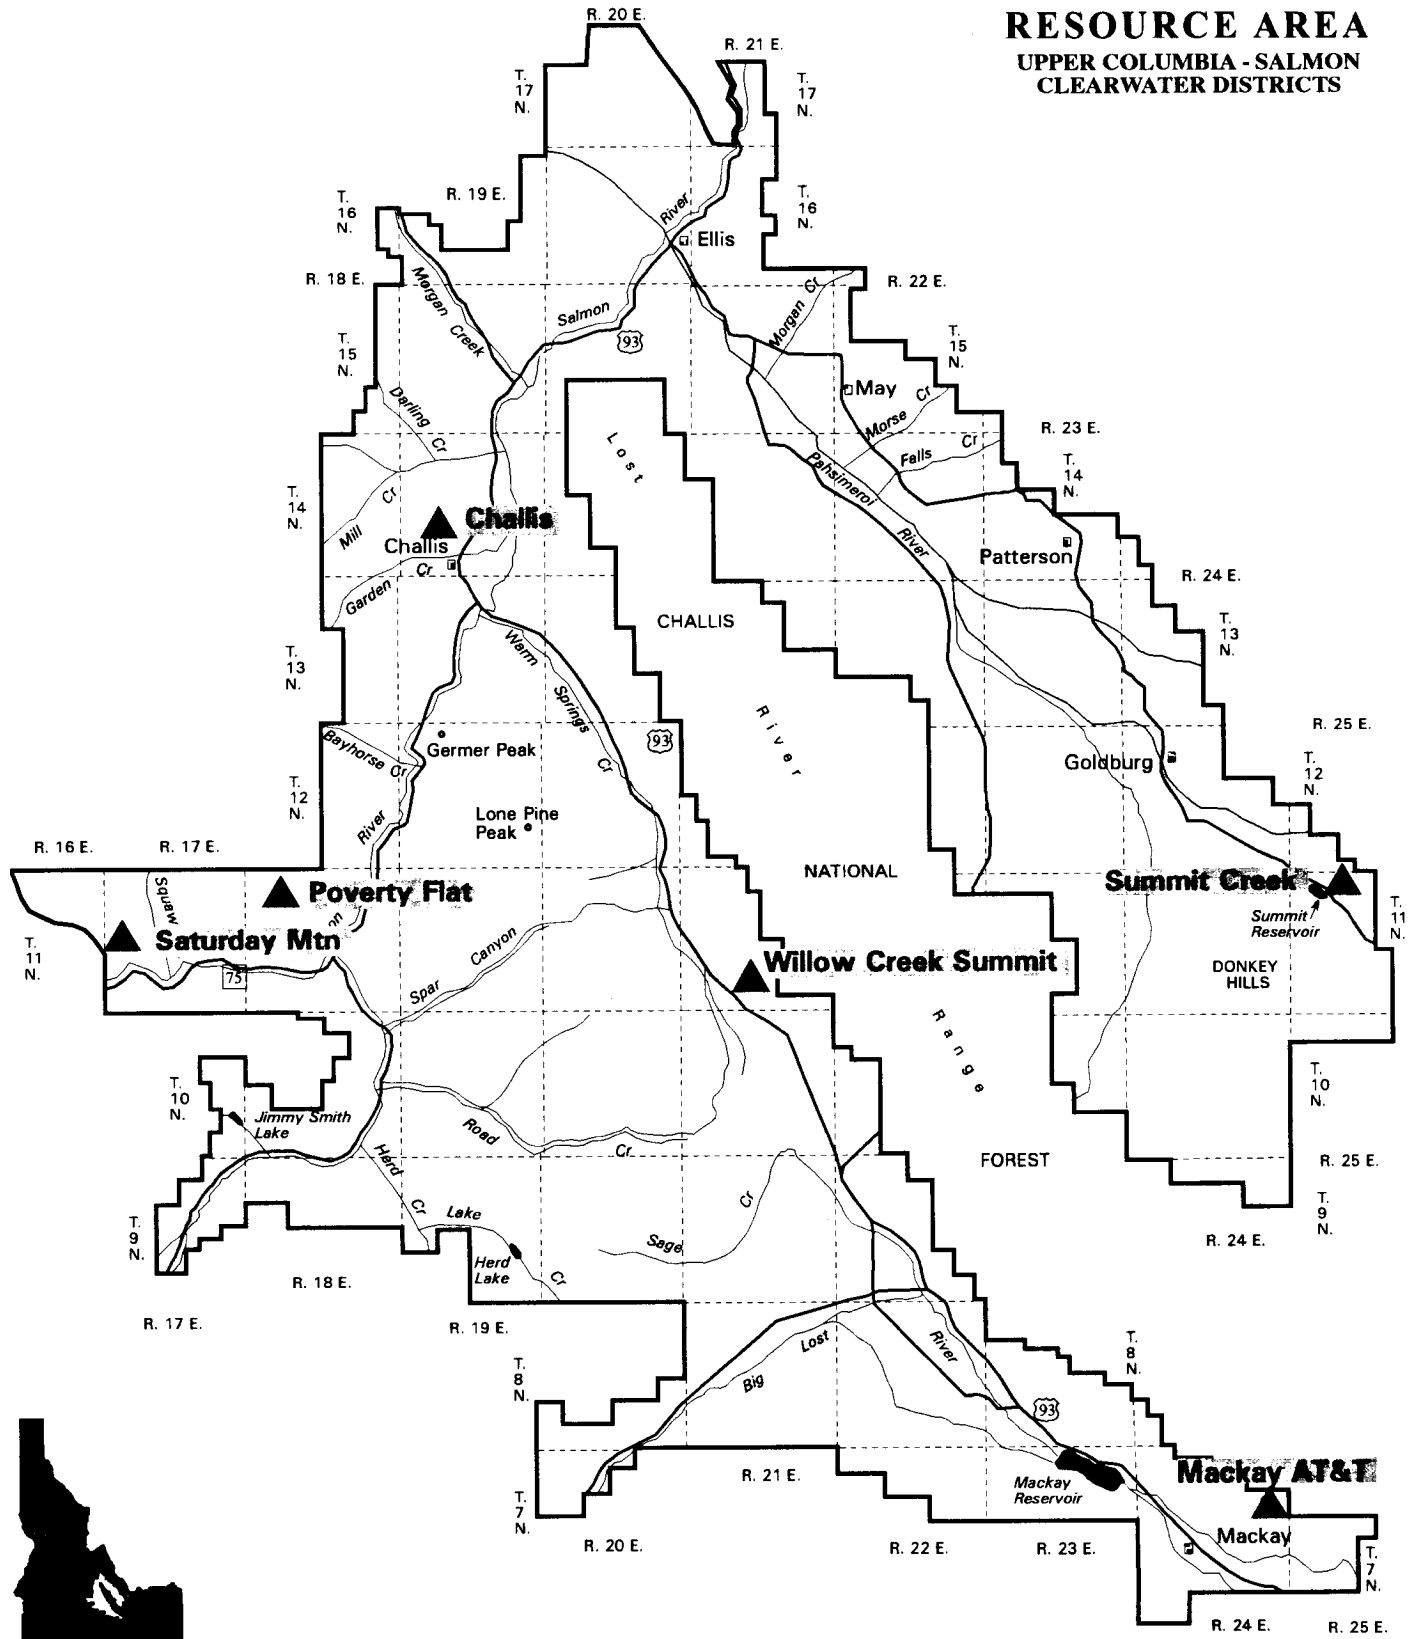 RESOURCE AREA
UPPER COLUMBIA - SALMON
CLEARWATER DISTRICTS
R. 20 E.
R. 21 E.
T.
17
N.
T.
17
N.
R. 19 E.
T.
16
N.
T.
16
N.
River
Ellis
R. 18 E.
R. 22 E.
Morgan
Creek
Salmon
93
Morgan Cr
T.
15
N.
T.
15
N.
May
Darling
Cr
Morse Cr
Lost
R. 23 E.
Falls Cr
Pahsimeroi
River
T.
14
N.
T.
14
N.
Mill Cr
Challis
Challis
Garden Cr
Patterson
R. 24 E.
CHALLIS
T.
13
N.
T.
13
N.
Warm
Springs
Cr
River
93
R. 25 E.
Bayhorse Cr
Germer Peak
Goldburg
T.
12
N.
T.
12
N.
Lone Pine
Peak
River
R. 16 E.
R. 17 E.
NATIONAL
Squaw
Poverty Flat
Summit Creek
Summit
Reservoir
T.
11
N.
T.
11
N.
Saturday Mtn
on
75
Spar Canyon
Willow Creek Summit
DONKEY
HILLS
Range
T.
10
N.
T.
10
N.
Jimmy Smith
Lake
Road
Cr
Herd
Cr
FOREST
R. 25 E.
T.
9
N.
T.
9
N.
Lake
Cr
Sage
Cr
Herd
Lake
R. 24 E.
R. 18 E.
R. 17 E.
R. 19 E.
T.
8
N.
T.
8
N.
Big Lost
River
93
R. 21 E.
Mackay
Reservoir
Mackay AT&T
Mackay
T.
7
N.
T.
7
N.
R. 20 E.
R. 22 E.
R. 23 E.
R. 24 E.
R. 25 E.